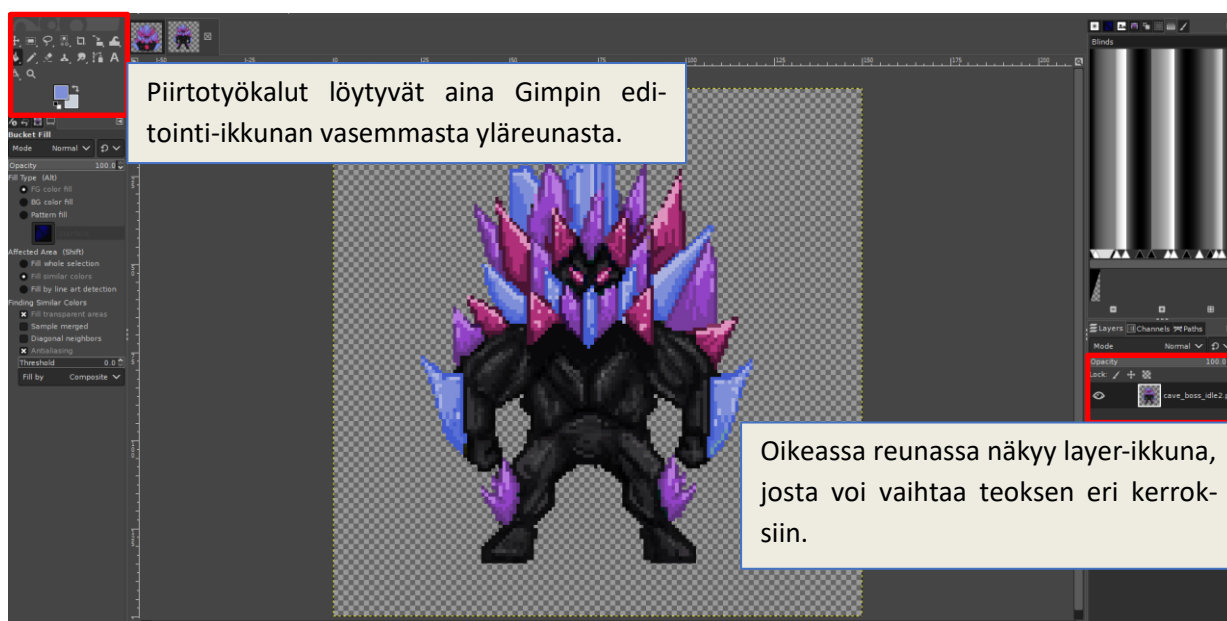 Piirtotyökalut löytyvät aina Gimpin edi-
tointi-ikkunan vasemmasta yläreunasta.
Bucket Fill
Mode Normal
Opacity 100.0
Fill Type (Alt)
FG color fill
BG color fill
Pattern fill
Affected Area (Shift)
Fill whole selection
Fill similar colors
Fill by line art detection
Finding Similar Colors
Fill transparent areas
Sample merged
Diagonal neighbors
Antialiasing
Threshold 0.0
Fill by Composite
Blinds
Layers Channels Paths
Mode Normal
Opacity 100.0
Lock:
cave_boss_idle2.p
Oikeassa reunassa näkyy layer-ikkuna,
josta voi vaihtaa teoksen eri kerrok-
siin.